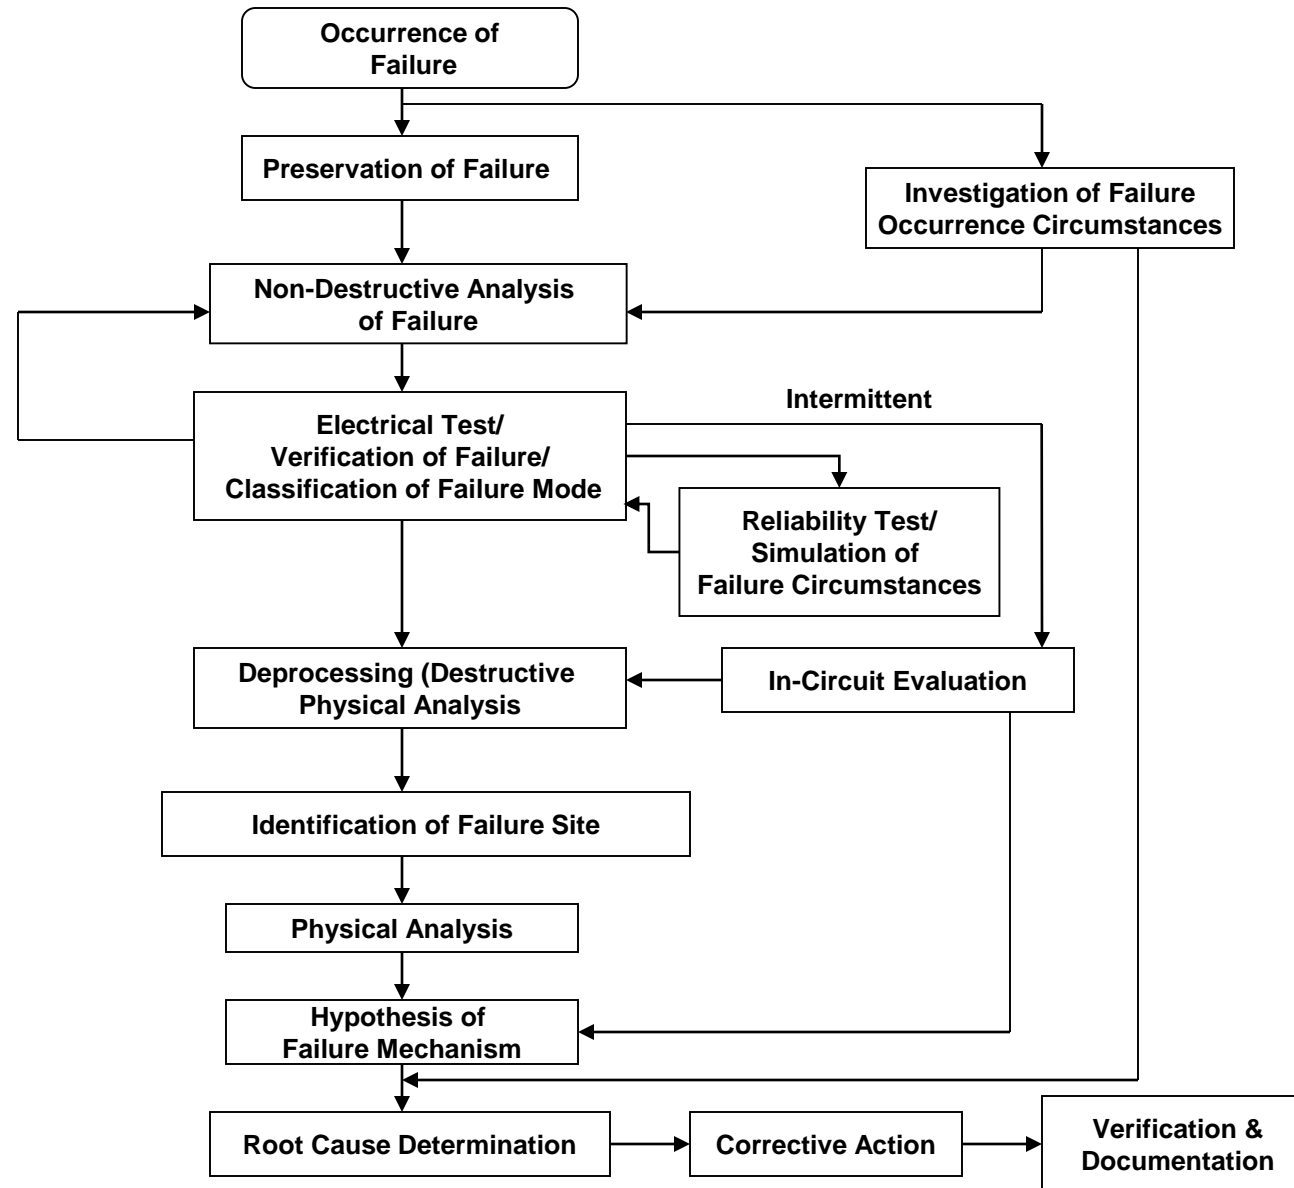 Occurrence of
Failure
Preservation of Failure
Investigation of Failure
Occurrence Circumstances
Non-Destructive Analysis
of Failure
Intermittent
Electrical Test/
Verification of Failure/
Classification of Failure Mode
Reliability Test/
Simulation of
Failure Circumstances
Deprocessing (Destructive
Physical Analysis
In-Circuit Evaluation
Identification of Failure Site
Physical Analysis
Hypothesis of
Failure Mechanism
Root Cause Determination
Corrective Action
Verification &
Documentation